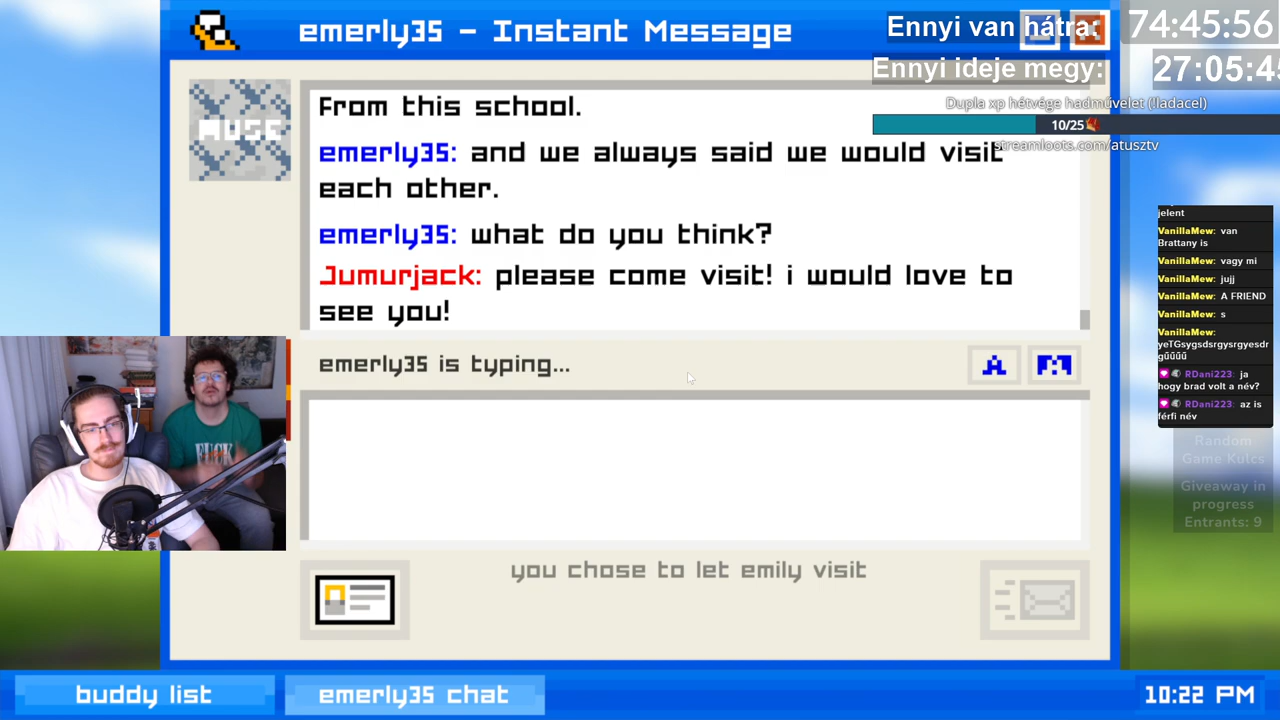 emerly35 - Instant Message
Ennyi van hátra:
74:45:56
Ennyi ideje megy:
27:05:45
Dupla xp hétvége hadművelet (!ladacel)
10/25
streamloots.com/atusztv
MUSE
From this school.
emerly35: and we always said we would visit
each other.
emerly35: what do you think?
Jumurjack: please come visit! i would love to
see you!
emerly35 is typing...
A
you chose to let emily visit
jelent
VanillaMew: van
Brattany is
VanillaMew: vagy mi
VanillaMew: jujj
VanillaMew: A FRIEND
VanillaMew: s
VanillaMew:
yeTGsygsdsrgysrgyesdr
gűűűű
RDani223: ja
hogy brad volt a név?
RDani223: az is
férfi név
Random
Game Kulcs
Giveaway in
progress
Entrants: 9
buddy list
emerly35 chat
10:22 PM